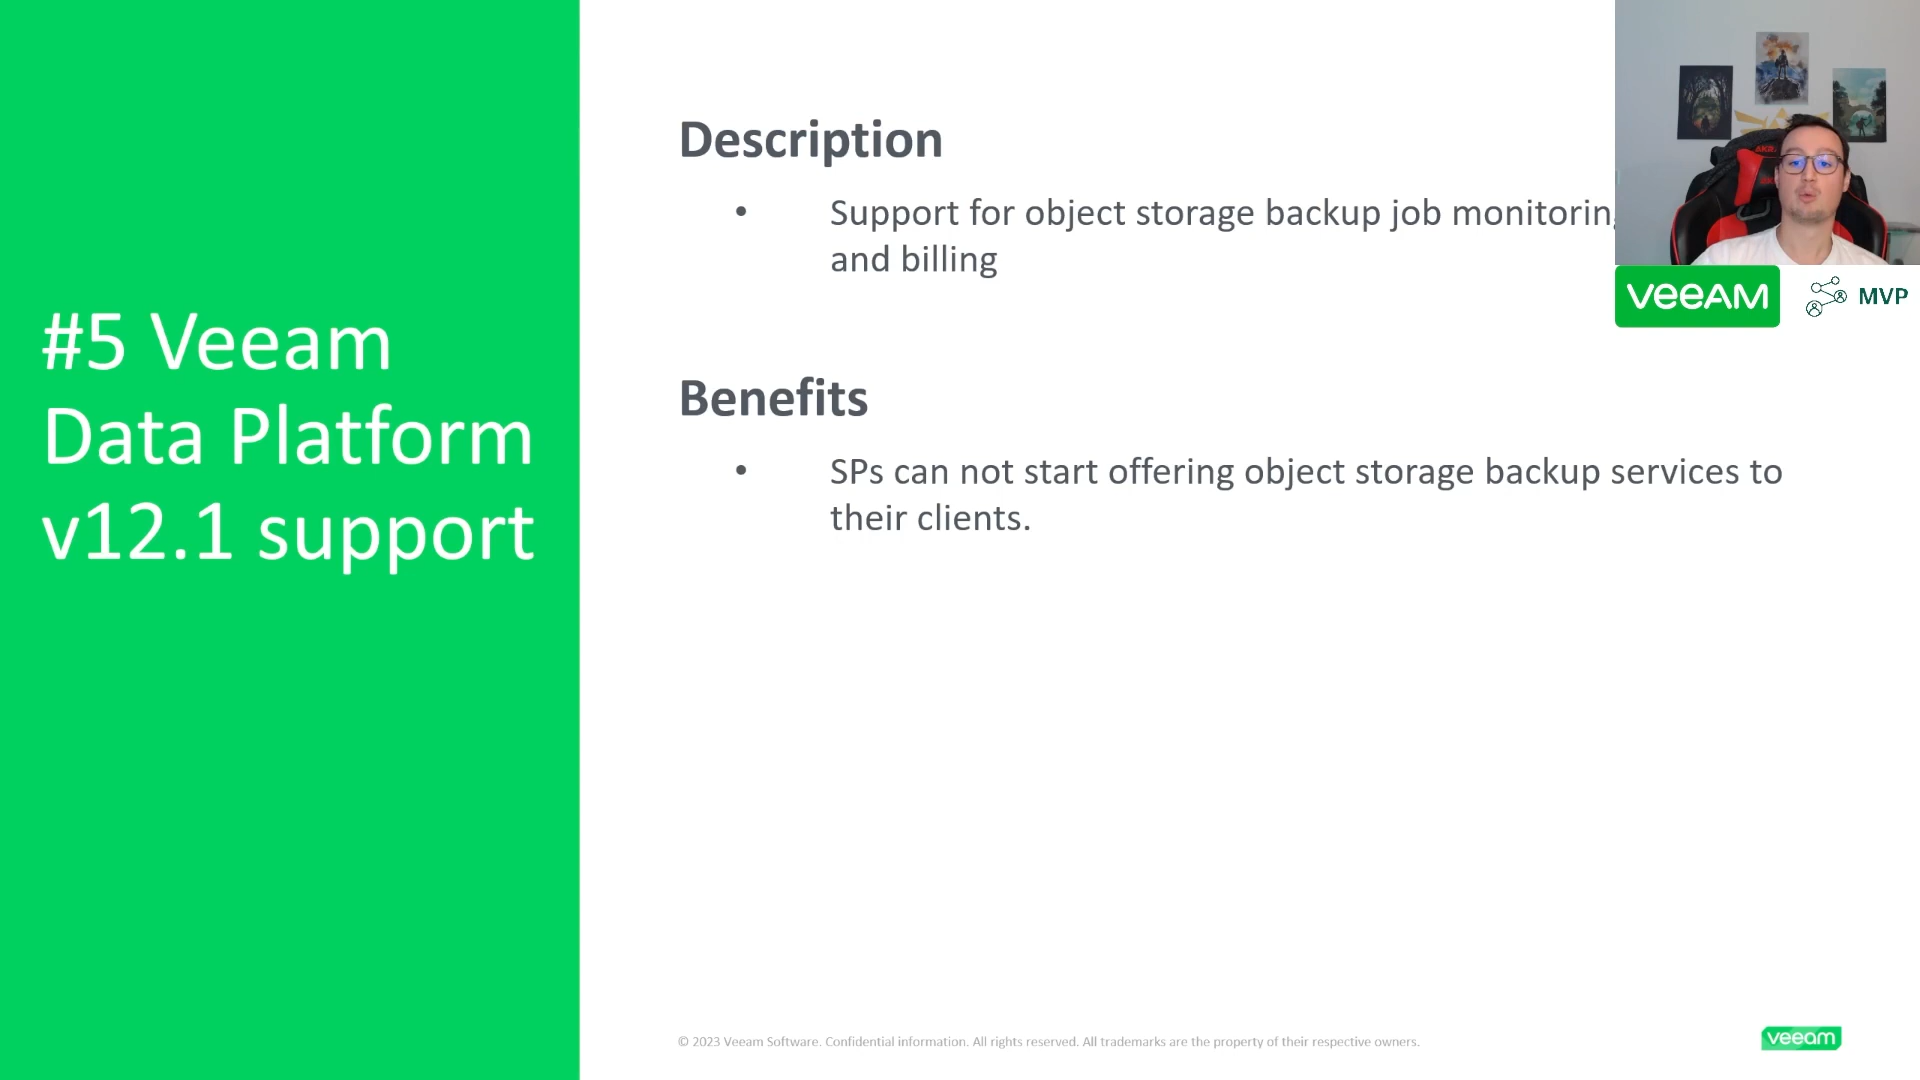 #5 Veeam
Data Platform
v12.1 support
Description
• Support for object storage backup job monitoring
and billing
Benefits
• SPs can not start offering object storage backup services to
their clients.
veeAM
MVP
© 2023 Veeam Software. Confidential information. All rights reserved. All trademarks are the property of their respective owners.
veeam